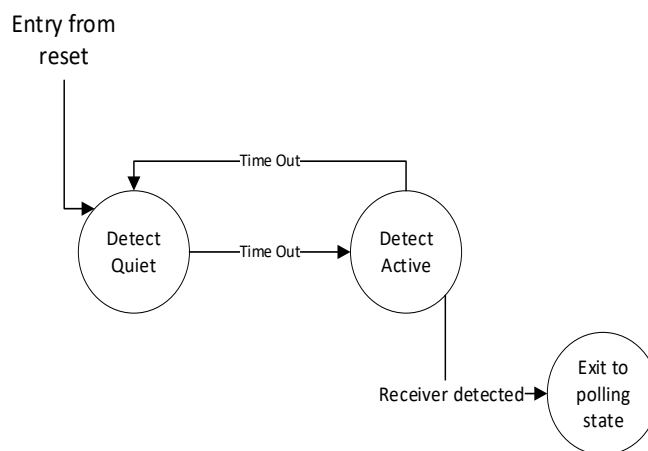 Entry from
reset
Time Out
Detect
Quiet
Time Out
Detect
Active
Receiver detected
Exit to
polling
state